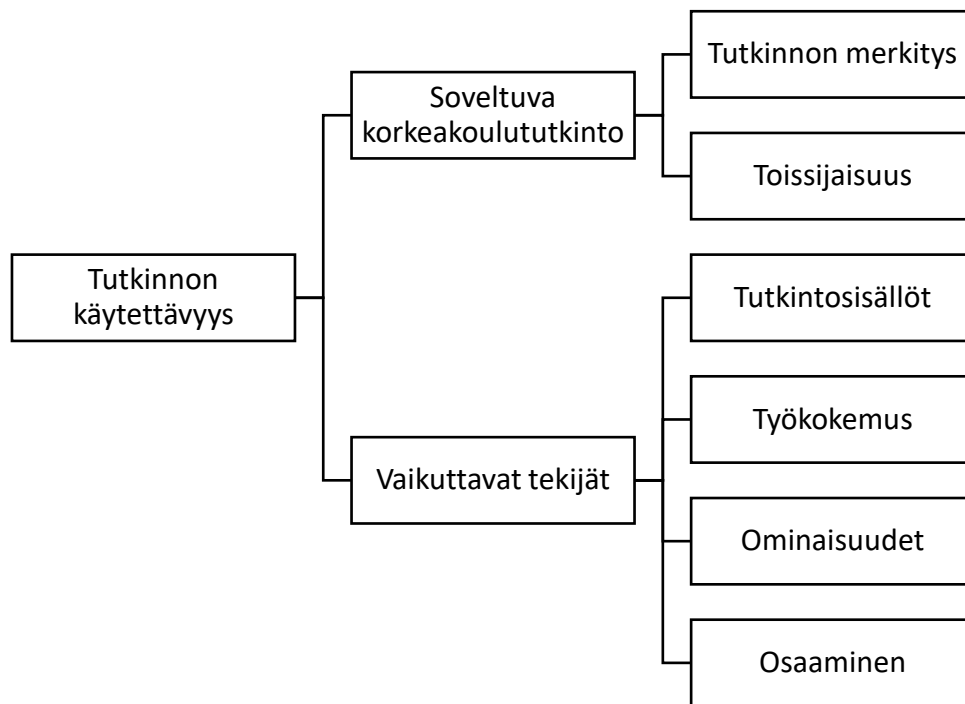 Tutkinnon
käytettävyys
Soveltuva
korkeakoulututkinto
Tutkinnon merkitys
Toissijaisuus
Vaikuttavat tekijät
Tutkintosisällöt
Työkokemus
Ominaisuudet
Osaaminen